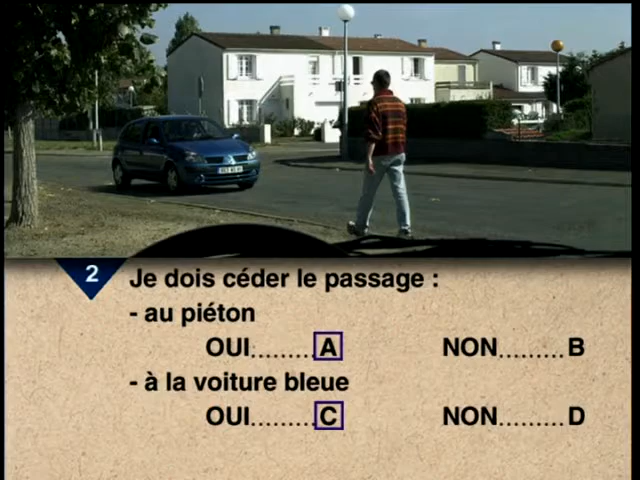 2 Je dois céder le passage :
- au piéton
OUI.........A NON.........B
- à la voiture bleue
OUI.........C NON.........D